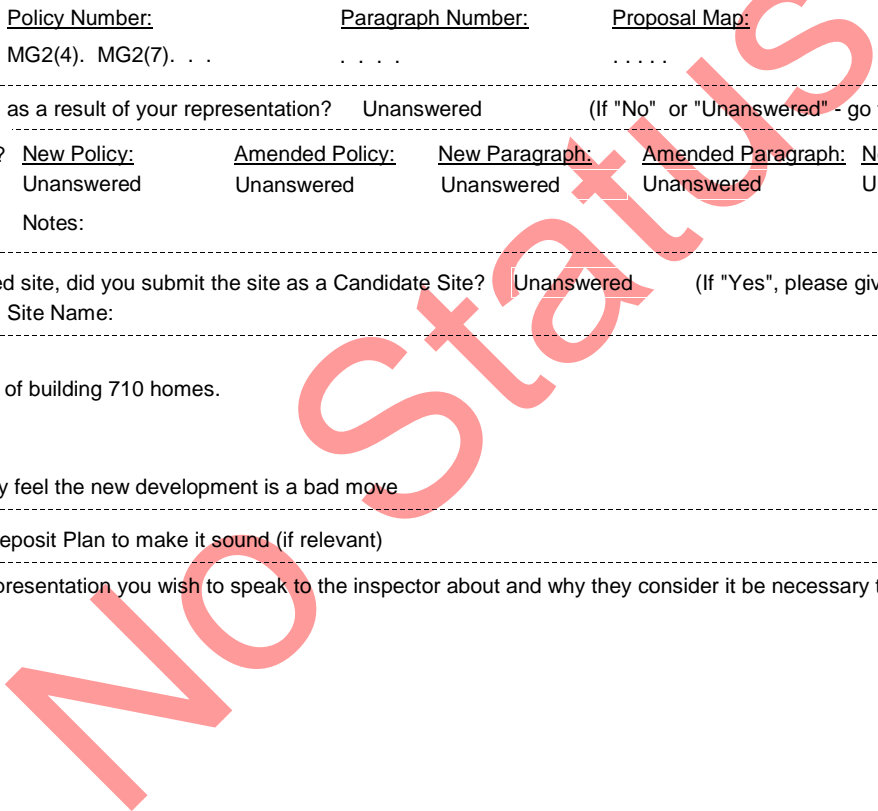 Policy Number: Paragraph Number: Proposal Map:
MG2(4). MG2(7). . . . . . . . . . . .
as a result of your representation? Unanswered (If "No" or "Unanswered" - go
? New Policy: Amended Policy: New Paragraph: Amended Paragraph:
Unanswered Unanswered Unanswered Unanswered
Notes:
ed site, did you submit the site as a Candidate Site? Unanswered (If "Yes", please giv
Site Name:
of building 710 homes.
y feel the new development is a bad move
eposit Plan to make it sound (if relevant)
presentation you wish to speak to the inspector about and why they consider it be necessary t
No Status